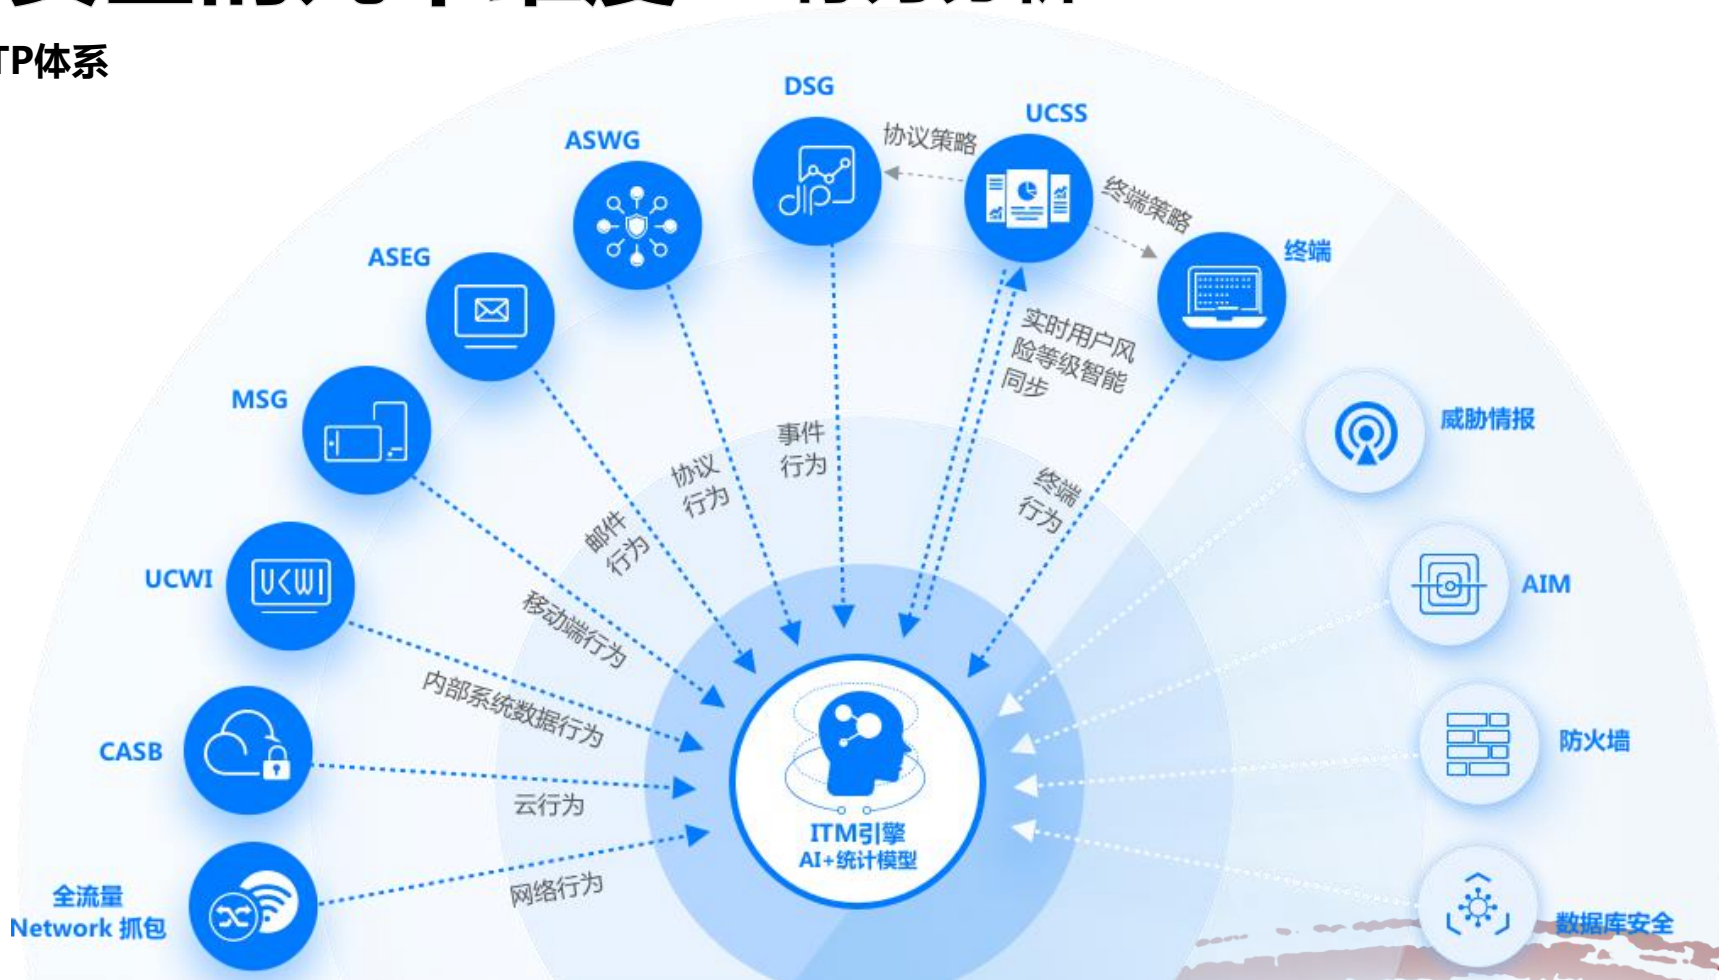 TP体系
DSG
UCSS
协议策略
ASWG
终端策略
终端
ASEG
实时用户风
险等级智能
同步
MSG
威胁情报
事件
行为
协议
行为
终端
行为
邮件
行为
UCWI
UCWI
AIM
移动端行为
内部系统数据行为
CASB
防火墙
云行为
ITM引擎
AI+统计模型
网络行为
全流量
Network 抓包
数据库安全
dlp